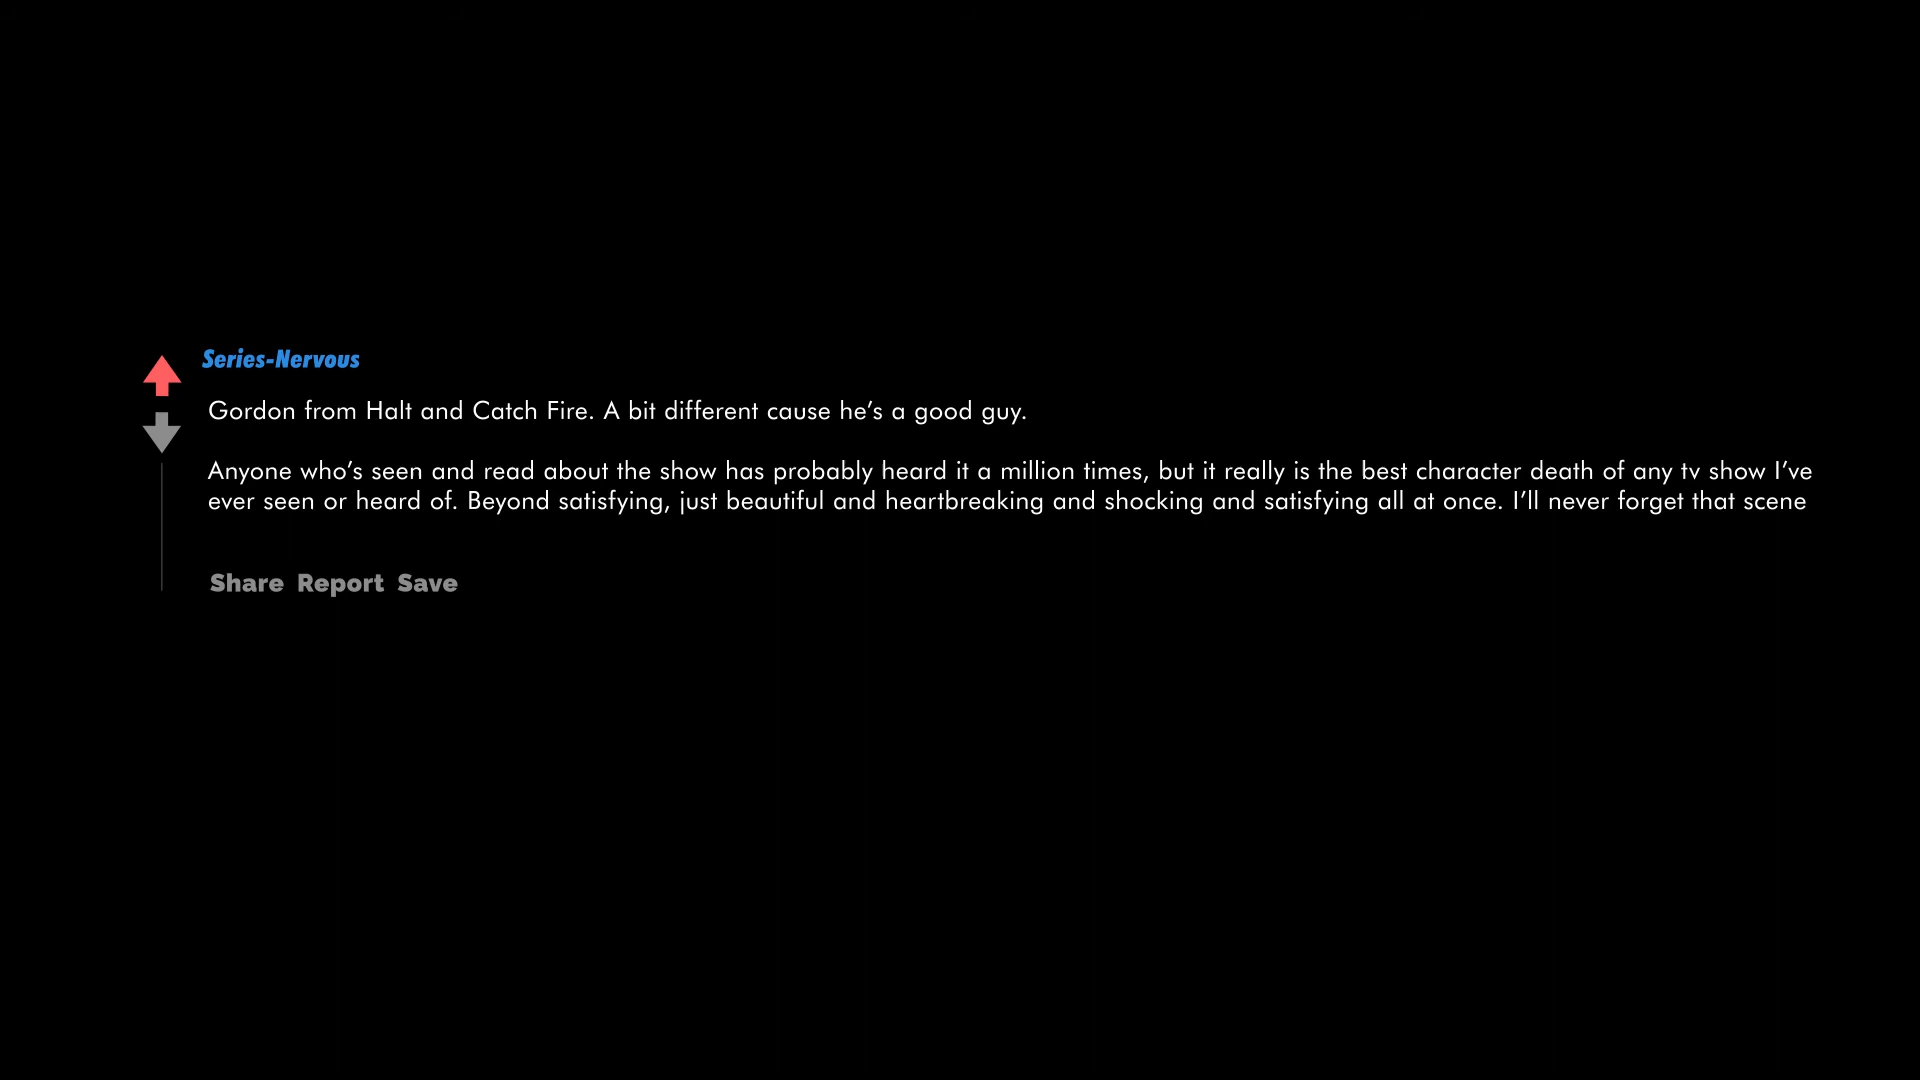 Series-Nervous
Gordon from Halt and Catch Fire. A bit different cause he's a good guy.
Anyone who's seen and read about the show has probably heard it a million times, but it really is the best character death of any tv show I've
ever seen or heard of. Beyond satisfying, just beautiful and heartbreaking and shocking and satisfying all at once. I'll never forget that scene
Share Report Save